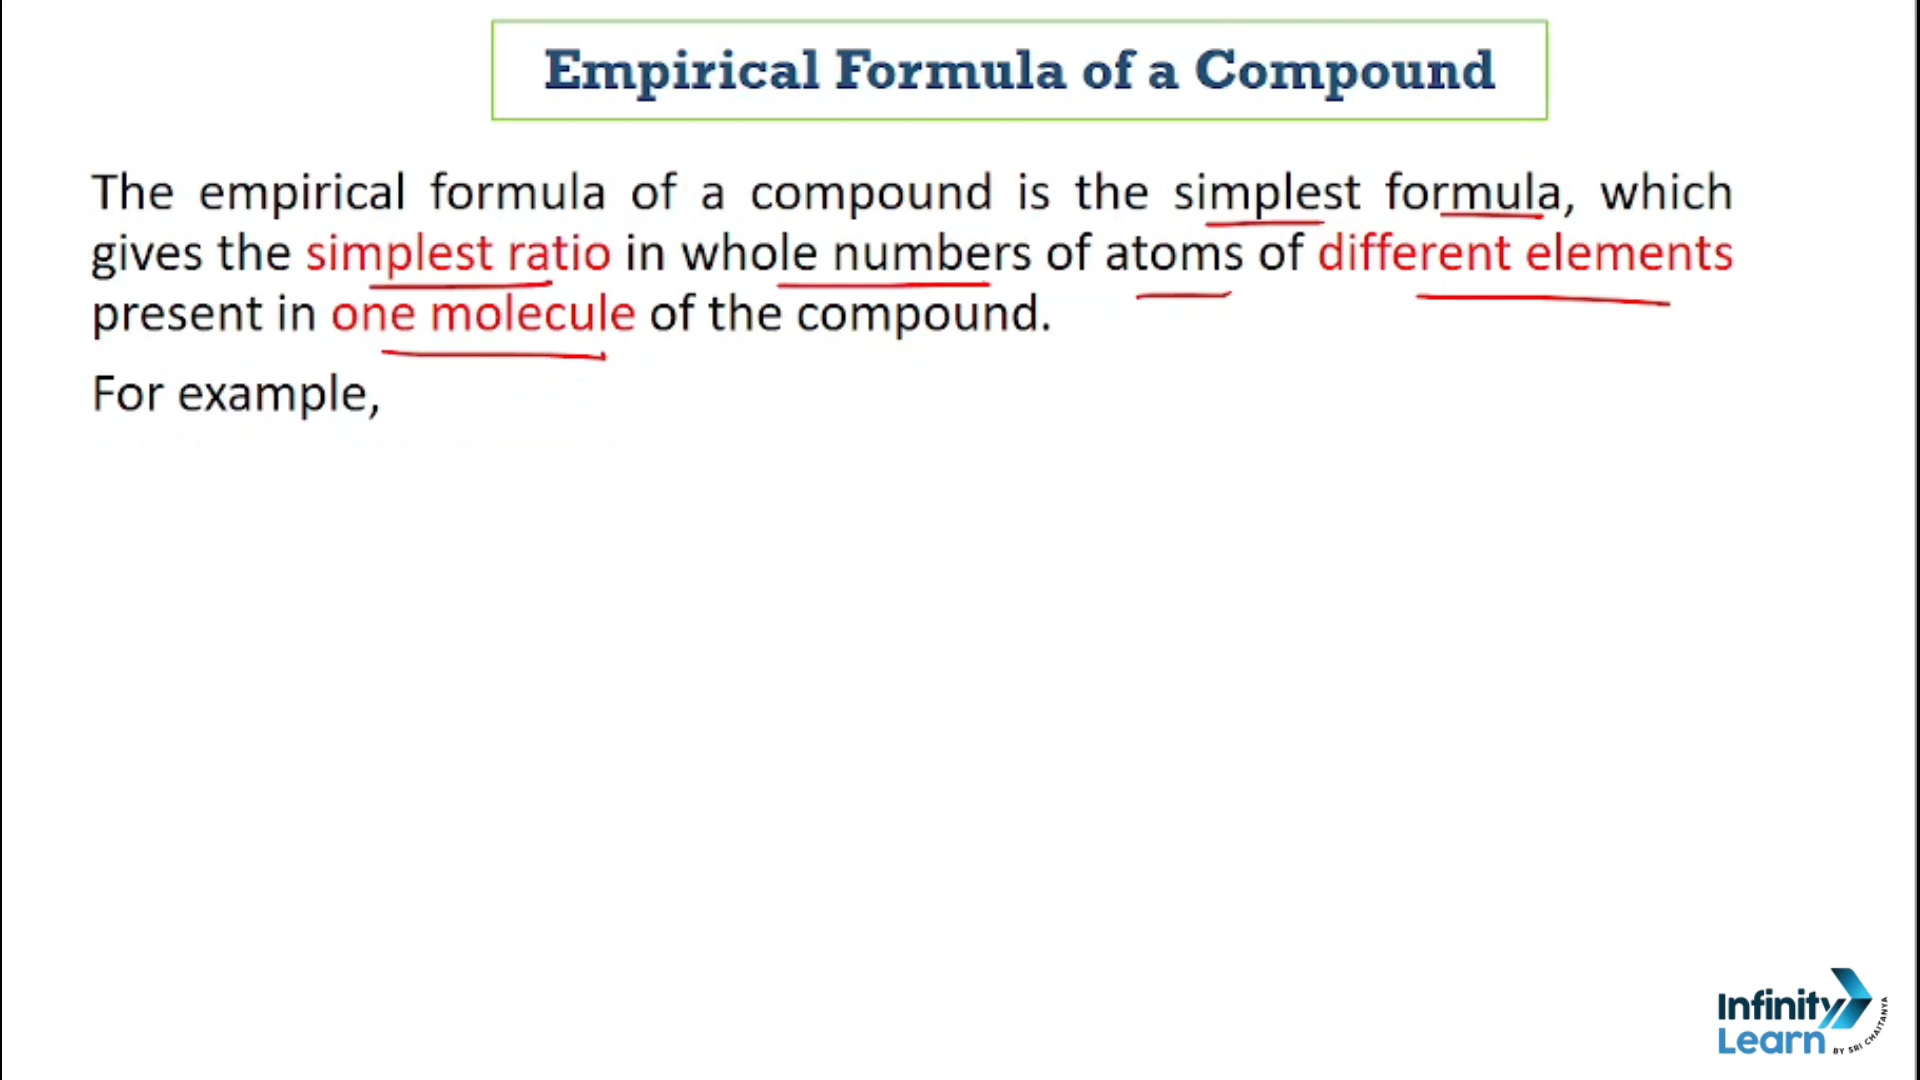 Empirical Formula of a Compound
The empirical formula of a compound is the simplest formula, which
gives the simplest ratio in whole numbers of atoms of different elements
present in one molecule of the compound.
For example,
Infinity
Learn
BY SRI CHAITANYA